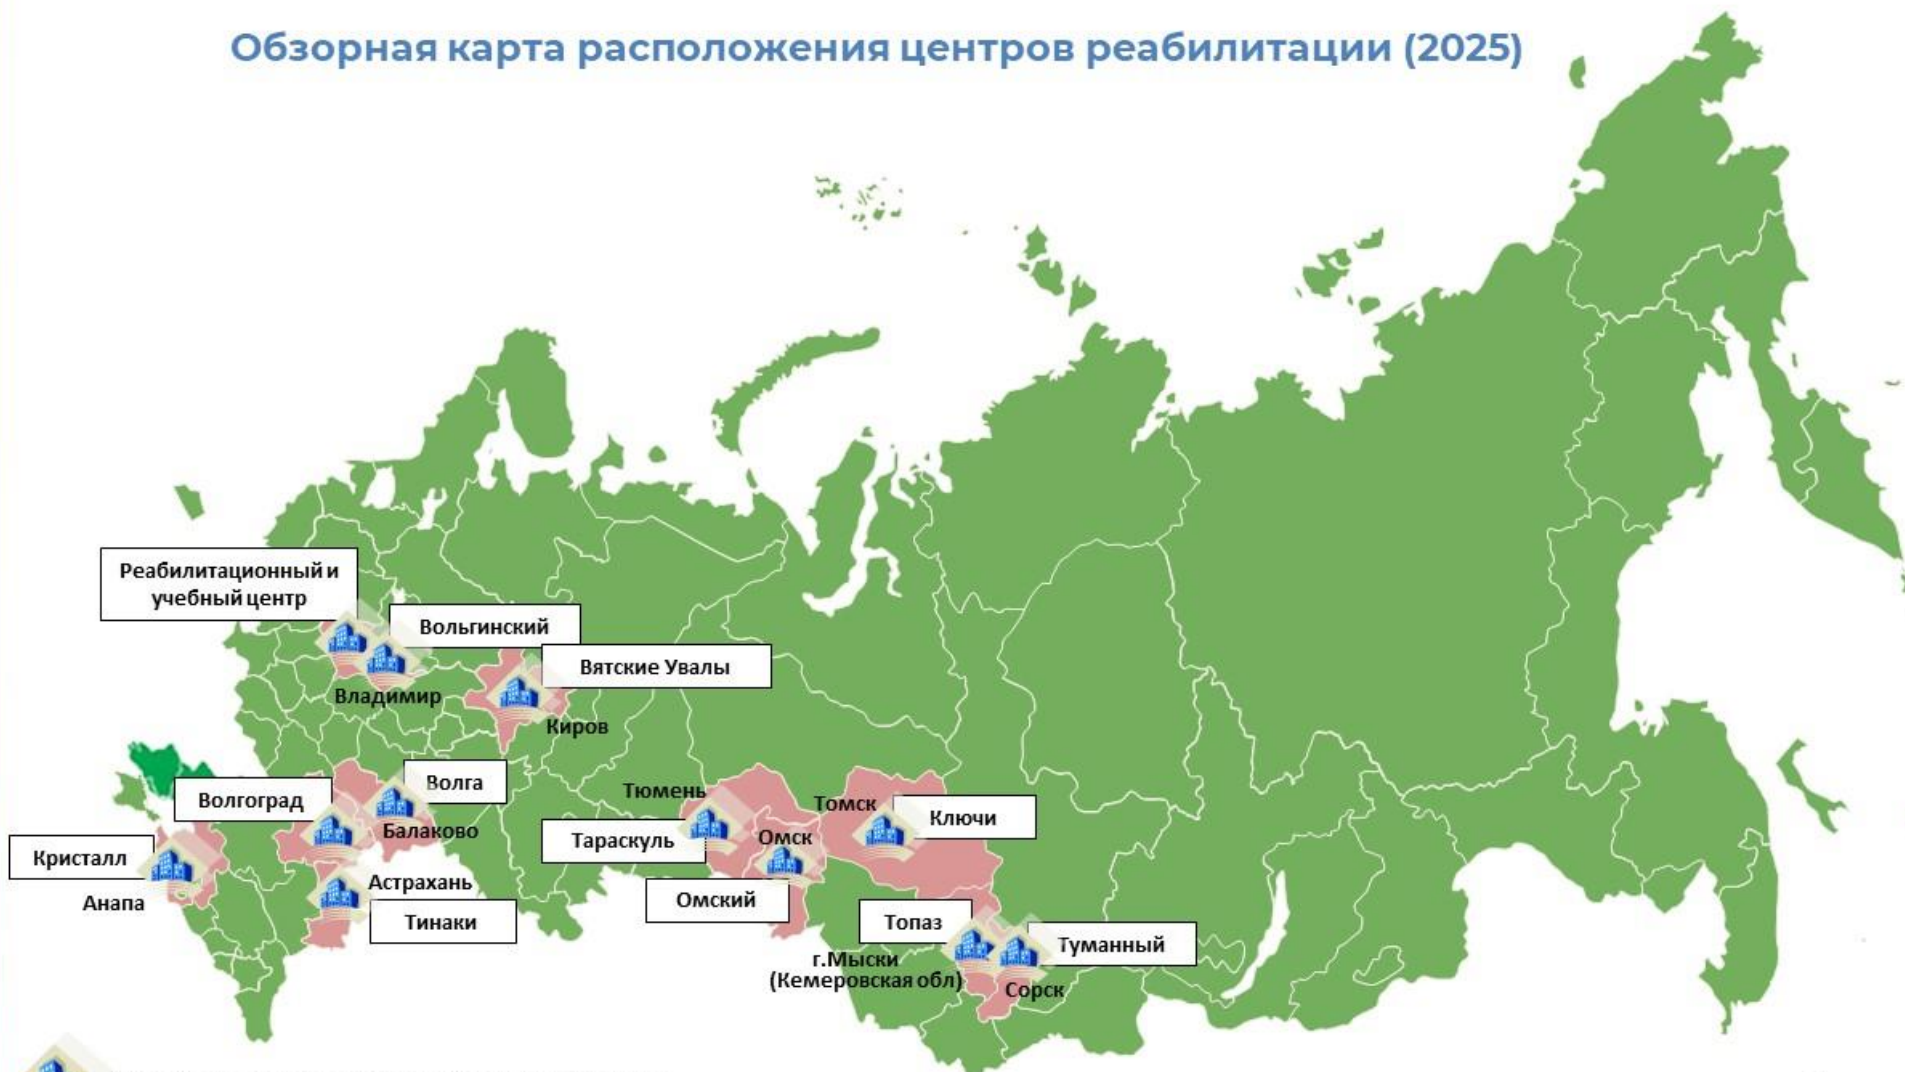 Обзорная карта расположения центров реабилитации (2025)
Реабилитационный и
учебный центр
Вольгинский
Вятские Увалы
Владимир
Киров
Волгоград
Волга
Балаково
Кристалл
Анапа
Астрахань
Тинаки
Тюмень
Тараскуль
Омск
Омский
Томск
Ключи
Топаз
Туманный
г.Мыски
(Кемеровская обл)
Сорск